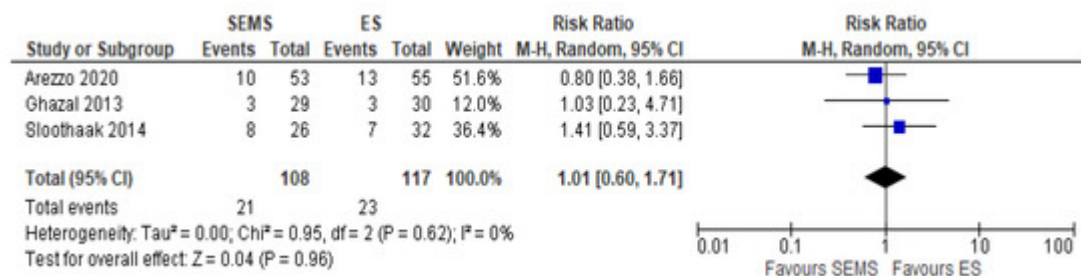 SEMS ES Risk Ratio Risk Ratio
Study or Subgroup Events Total Events Total Weight M-H, Random, 95% CI M-H, Random, 95% CI
Arezzo 2020 10 53 13 55 51.6% 0.80 [0.38, 1.66]
Ghazal 2013 3 29 3 30 12.0% 1.03 [0.23, 4.71]
Sloothaak 2014 8 26 7 32 36.4% 1.41 [0.59, 3.37]
Total (95% CI) 108 117 100.0% 1.01 [0.60, 1.71]
Total events 21 23
Heterogeneity: Tau² = 0.00; Chi² = 0.95, df = 2 (P = 0.62); I² = 0%
Test for overall effect: Z = 0.04 (P = 0.96)
0.01 0.1 1 10 100
Favours SEMS Favours ES